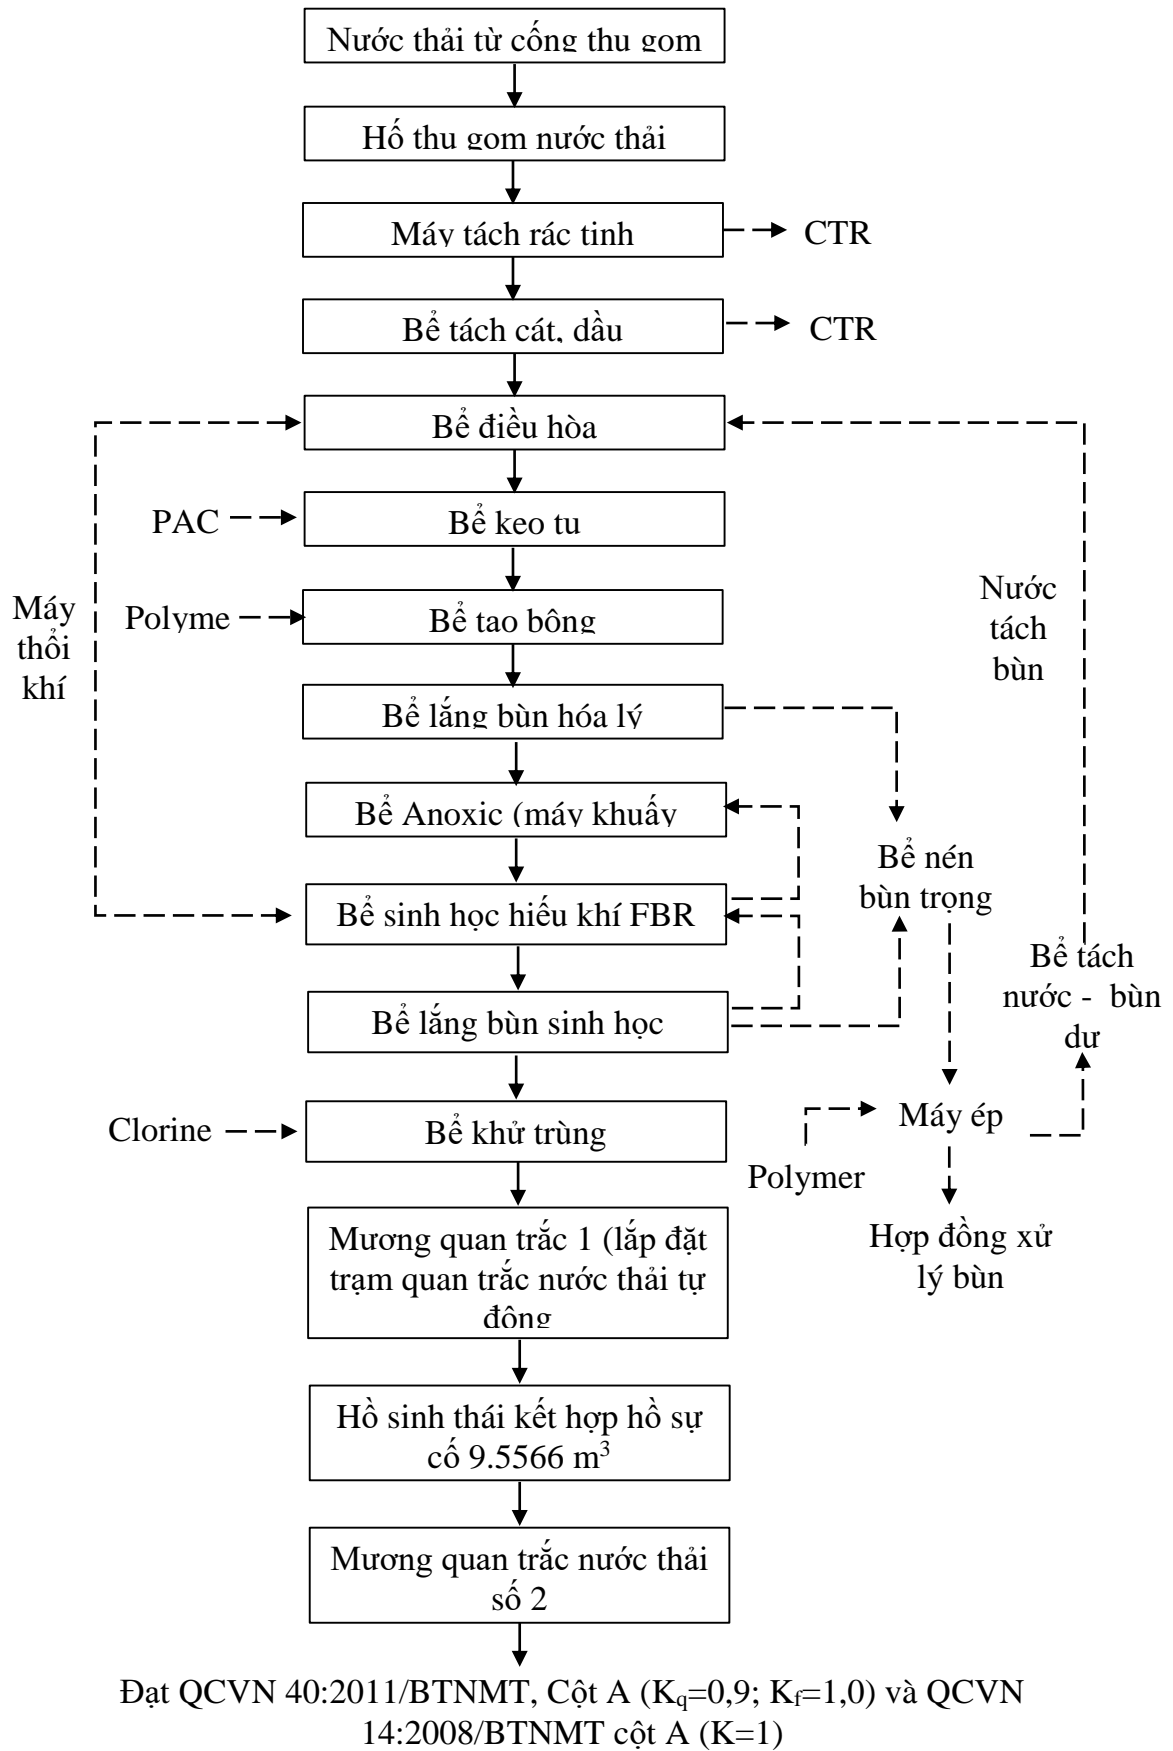 Nước thải từ cống thu gom
Hố thu gom nước thải
Máy tách rác tinh
CTR
Bể tách cát, dầu
CTR
Bể điều hòa
PAC
Bể keo tụ
Máy
thổi
khí
Polyme
Bể tạo bông
Nước
tách
bùn
Bể lắng bùn hóa lý
Bể Anoxic (máy khuấy
Bể nén
bùn trọng
Bể sinh học hiếu khí FBR
Bể tách
nước - bùn
dư
Bể lắng bùn sinh học
Clorine
Bể khử trùng
Máy ép
Polymer
Mương quan trắc 1 (lắp đặt
trạm quan trắc nước thải tự
động
Hợp đồng xử
lý bùn
Hồ sinh thái kết hợp hồ sự
cố 9.5566 m³
Mương quan trắc nước thải
số 2
Đạt QCVN 40:2011/BTNMT, Cột A (Kq=0,9; Kf=1,0) và QCVN
14:2008/BTNMT cột A (K=1)